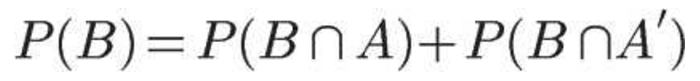 P(B) = P(B ∩ A) + P(B ∩ A′)